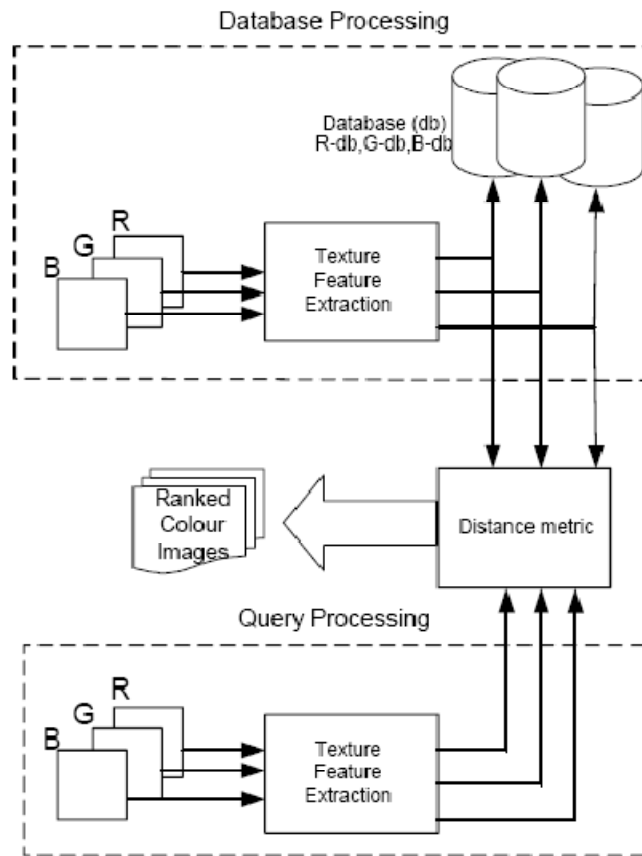 Database Processing
Database (db)
R-db,G-db,B-db
R
G
B
Texture
Feature
Extraction
Ranked
Colour
Images
Distance metric
Query Processing
R
G
B
Texture
Feature
Extraction